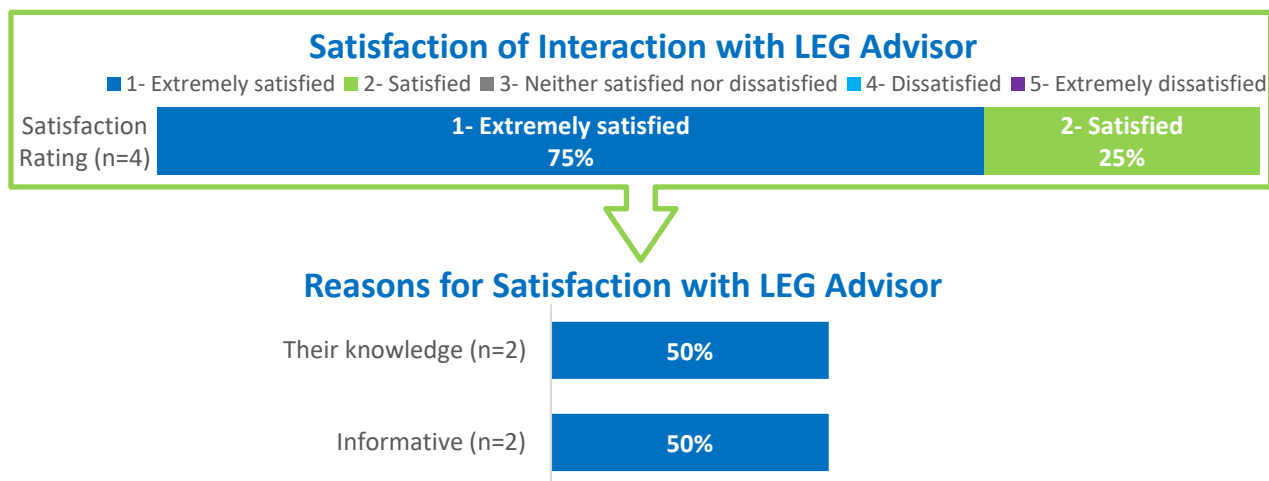 Satisfaction of Interaction with LEG Advisor
1- Extremely satisfied 2- Satisfied 3- Neither satisfied nor dissatisfied 4- Dissatisfied 5- Extremely dissatisfied
Satisfaction
Rating (n=4)
1- Extremely satisfied
75%
2- Satisfied
25%
Reasons for Satisfaction with LEG Advisor
Their knowledge (n=2) 50%
Informative (n=2) 50%